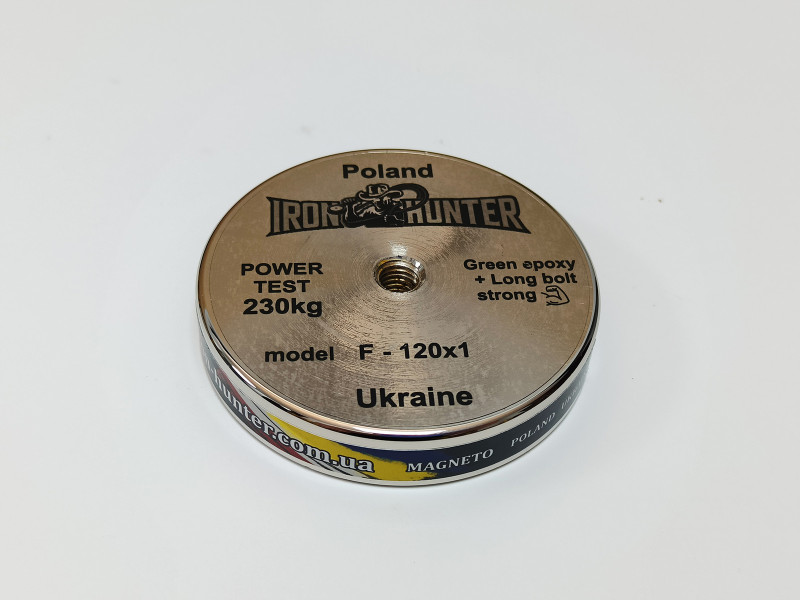 Poland
IRON HUNTER
POWER
TEST
230kg
Green epoxy
+ Long bolt
strong
model F - 120x1
Ukraine
hunter.com.ua
MAGNETO POLAND